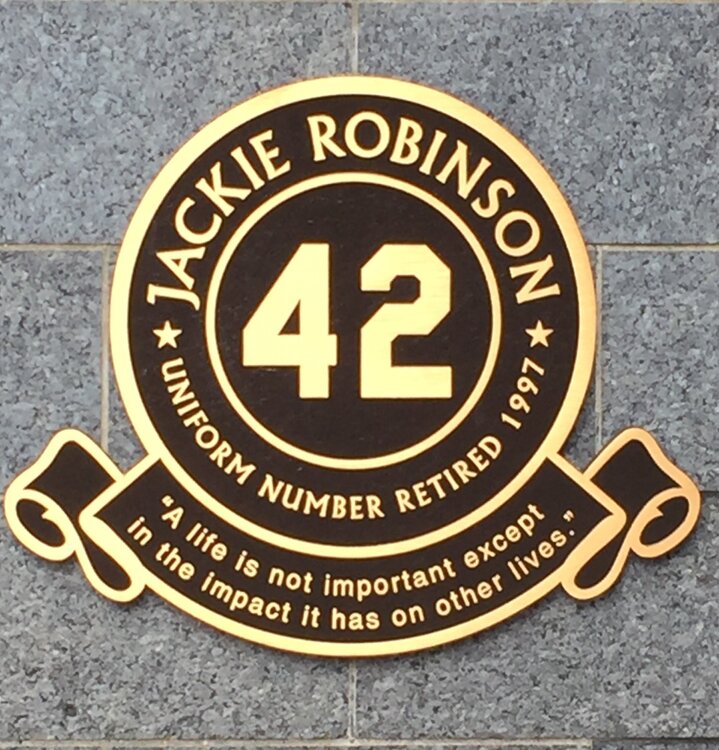 JACKIE ROBINSON
42
UNIFORM NUMBER RETIRED 1997
“A life is not important except
in the impact it has on other lives.”